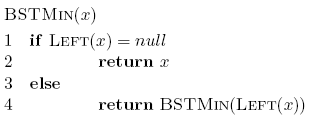 BSTMIN(x)
1 if LEFT(x) = null
2 return x
3 else
4 return BSTMIN(LEFT(x))